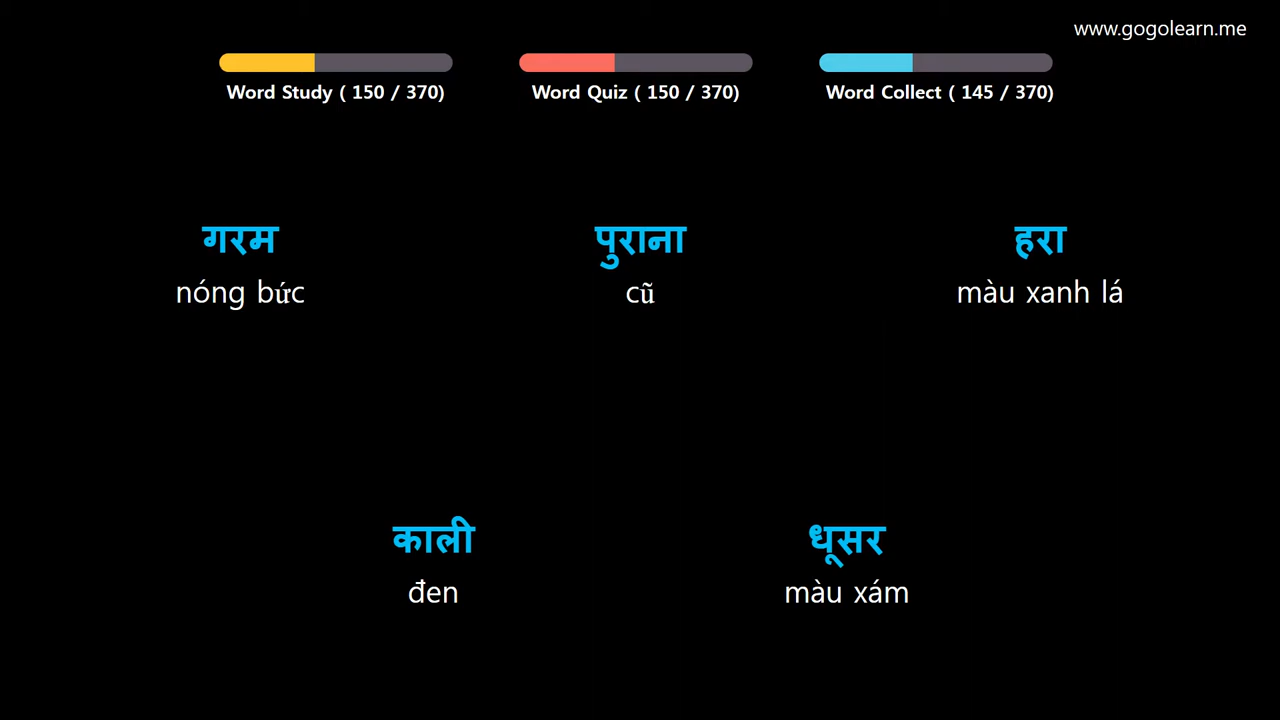 www.gogolearn.me
Word Study ( 150 / 370)
Word Quiz ( 150 / 370)
Word Collect ( 145 / 370)
गरम
nóng bức
पुराना
cũ
हरा
màu xanh lá
काली
đen
धूसर
màu xám